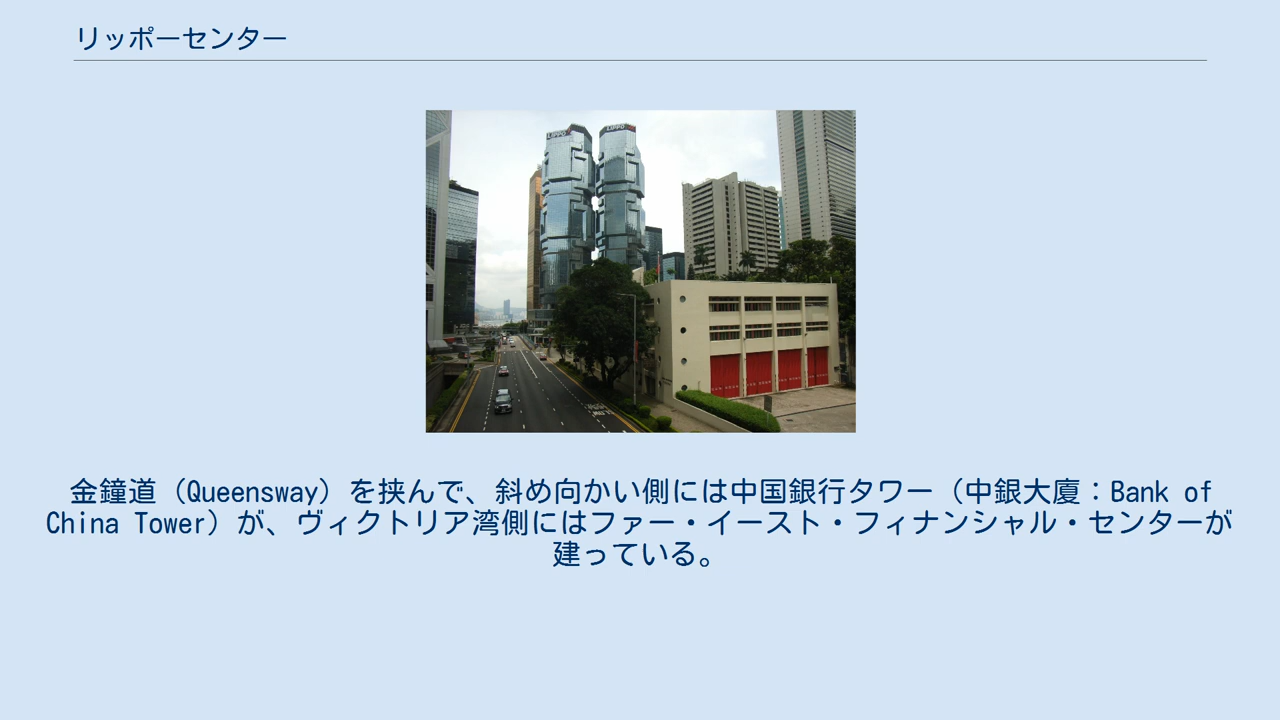 リッポーセンター
LIPPO
LIPPO
金鐘道（Queensway）を挟んで、斜め向かい側には中国銀行タワー（中銀大廈：Bank of
China Tower）が、ヴィクトリア湾側にはファー・イースト・フィナンシャル・センターが
建っている。